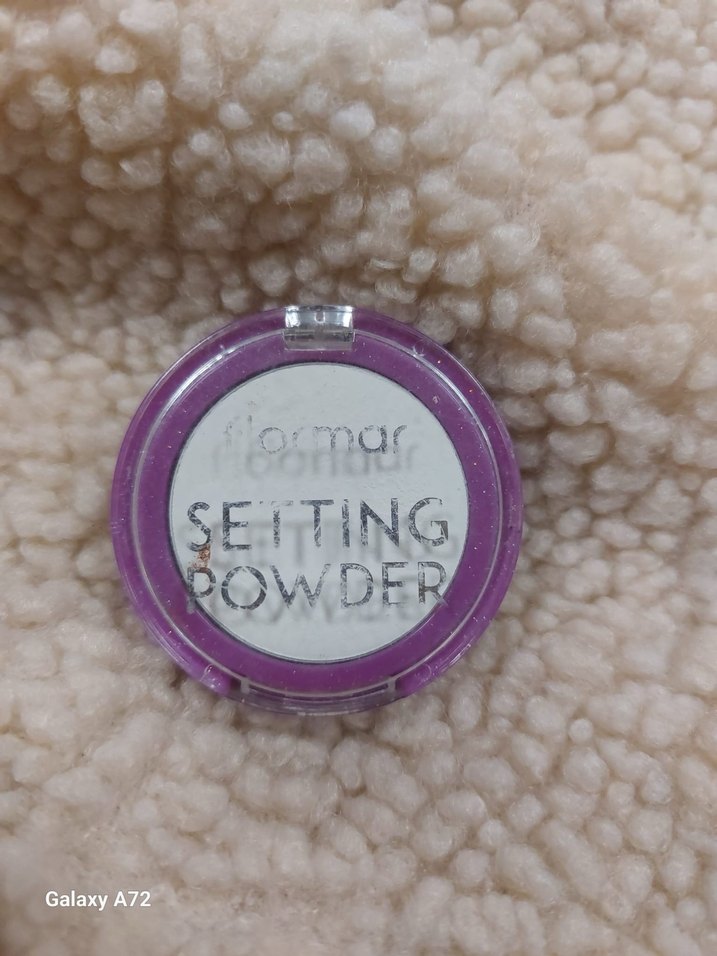 flormar
SETTING
POWDER
Galaxy A72